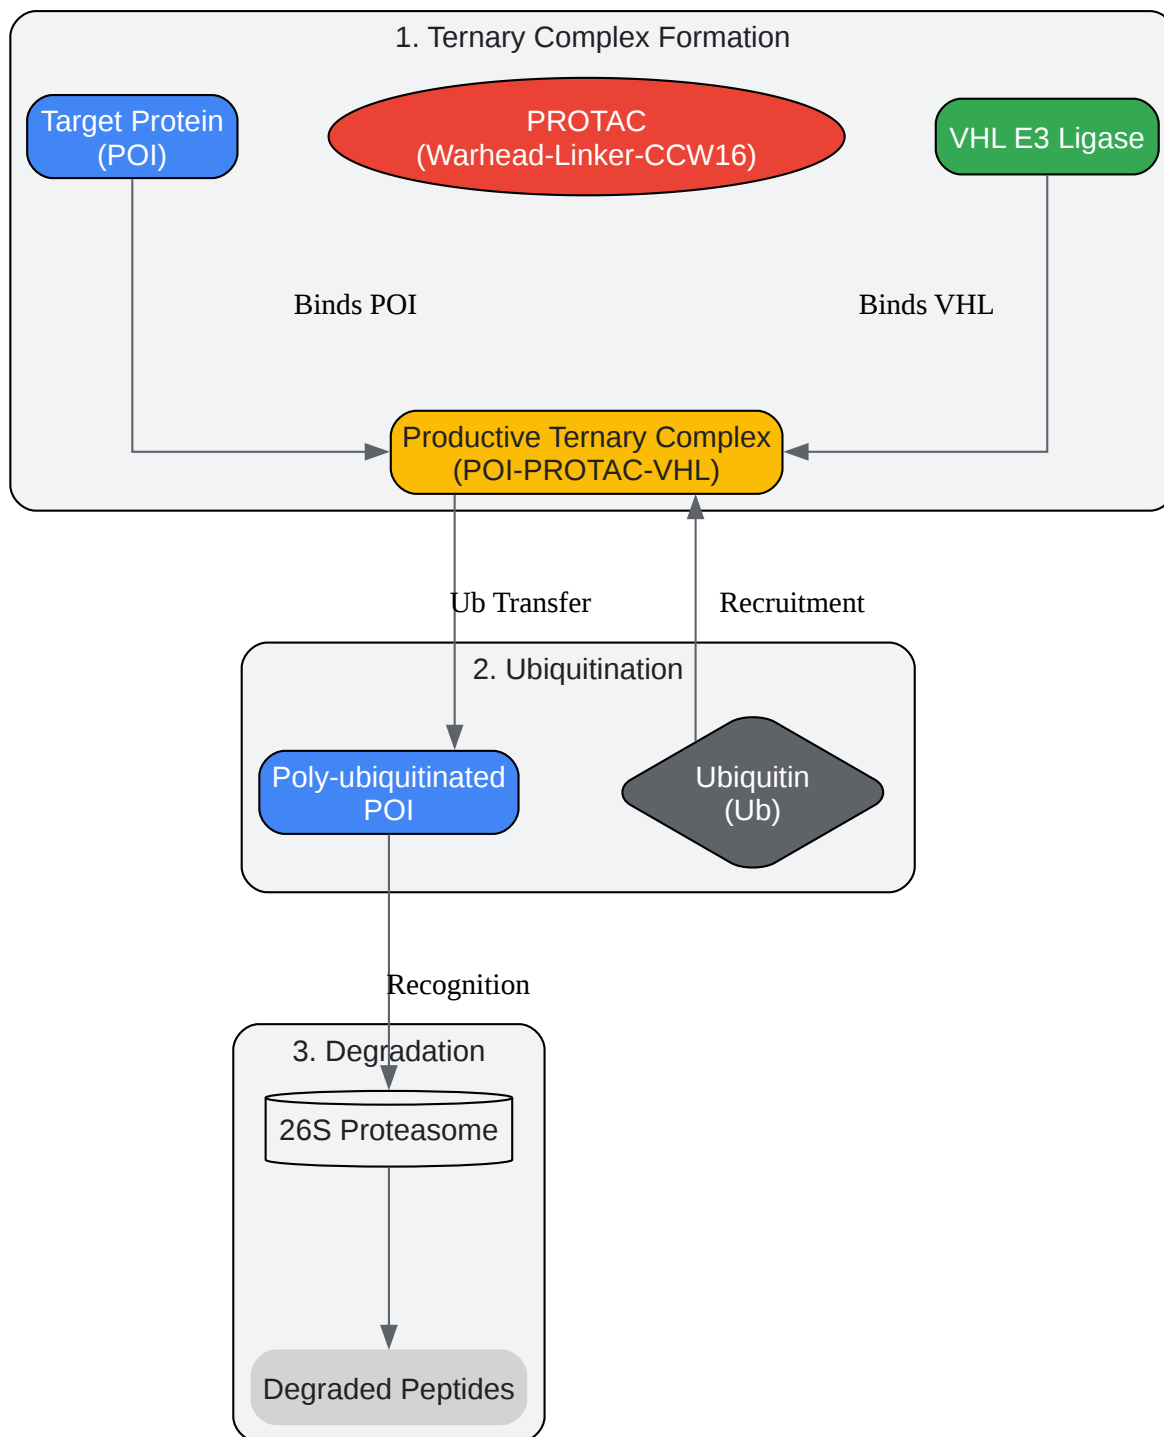 1. Ternary Complex Formation
Target Protein
(POI)
PROTAC
(Warhead-Linker-CCW16)
VHL E3 Ligase
Binds POI
Binds VHL
Productive Ternary Complex
(POI-PROTAC-VHL)
Ub Transfer
Recruitment
2. Ubiquitination
Poly-ubiquitinated
POI
Ubiquitin
(Ub)
Recognition
3. Degradation
26S Proteasome
Degraded Peptides